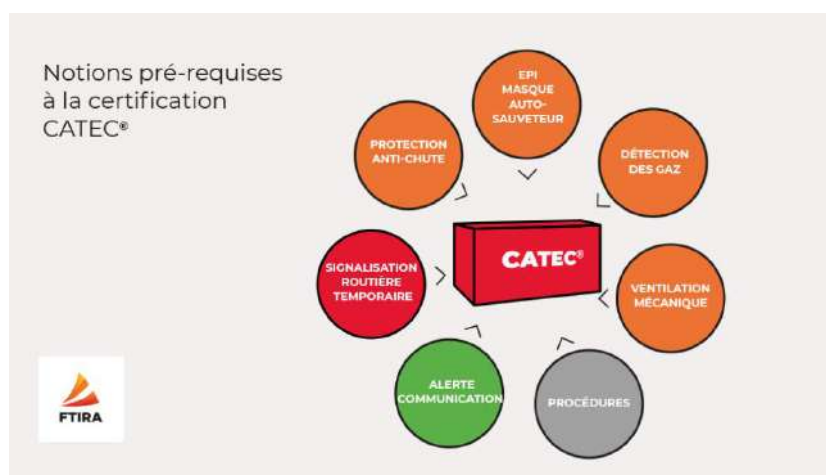 Notions pré-requises
à la certification
CATEC®
EPI
MASQUE
AUTO-
SAUVETEUR
PROTECTION
ANTI-CHUTE
DÉTECTION
DES GAZ
CATEC®
SIGNALISATION
ROUTIÈRE
TEMPORAIRE
VENTILATION
MÉCANIQUE
ALERTE
COMMUNICATION
PROCÉDURES
FTIRA